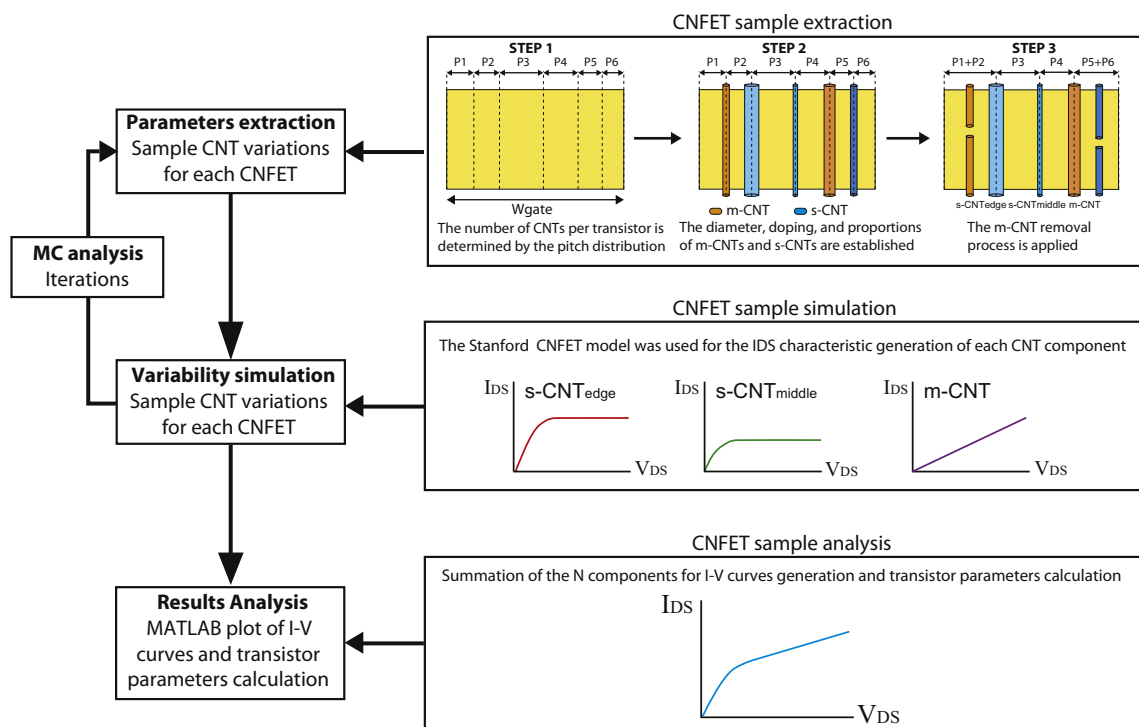 CNFET sample extraction
STEP 1
P1 P2 P3 P4 P5 P6
Wgate
The number of CNTs per transistor is
determined by the pitch distribution
STEP 2
P1 P2 P3 P4 P5 P6
m-CNT s-CNT
The diameter, doping, and proportions
of m-CNTs and s-CNTs are established
STEP 3
P1+P2 P3 P4 P5+P6
s-CNTedge s-CNTmiddle m-CNT
The m-CNT removal
process is applied
Parameters extraction
Sample CNT variations
for each CNFET
MC analysis
Iterations
CNFET sample simulation
The Stanford CNFET model was used for the IDS characteristic generation of each CNT component
IDS
s-CNTedge
VDS
IDS
s-CNTmiddle
VDS
IDS
m-CNT
VDS
Variability simulation
Sample CNT variations
for each CNFET
CNFET sample analysis
Summation of the N components for I-V curves generation and transistor parameters calculation
IDS
VDS
Results Analysis
MATLAB plot of I-V
curves and transistor
parameters calculation